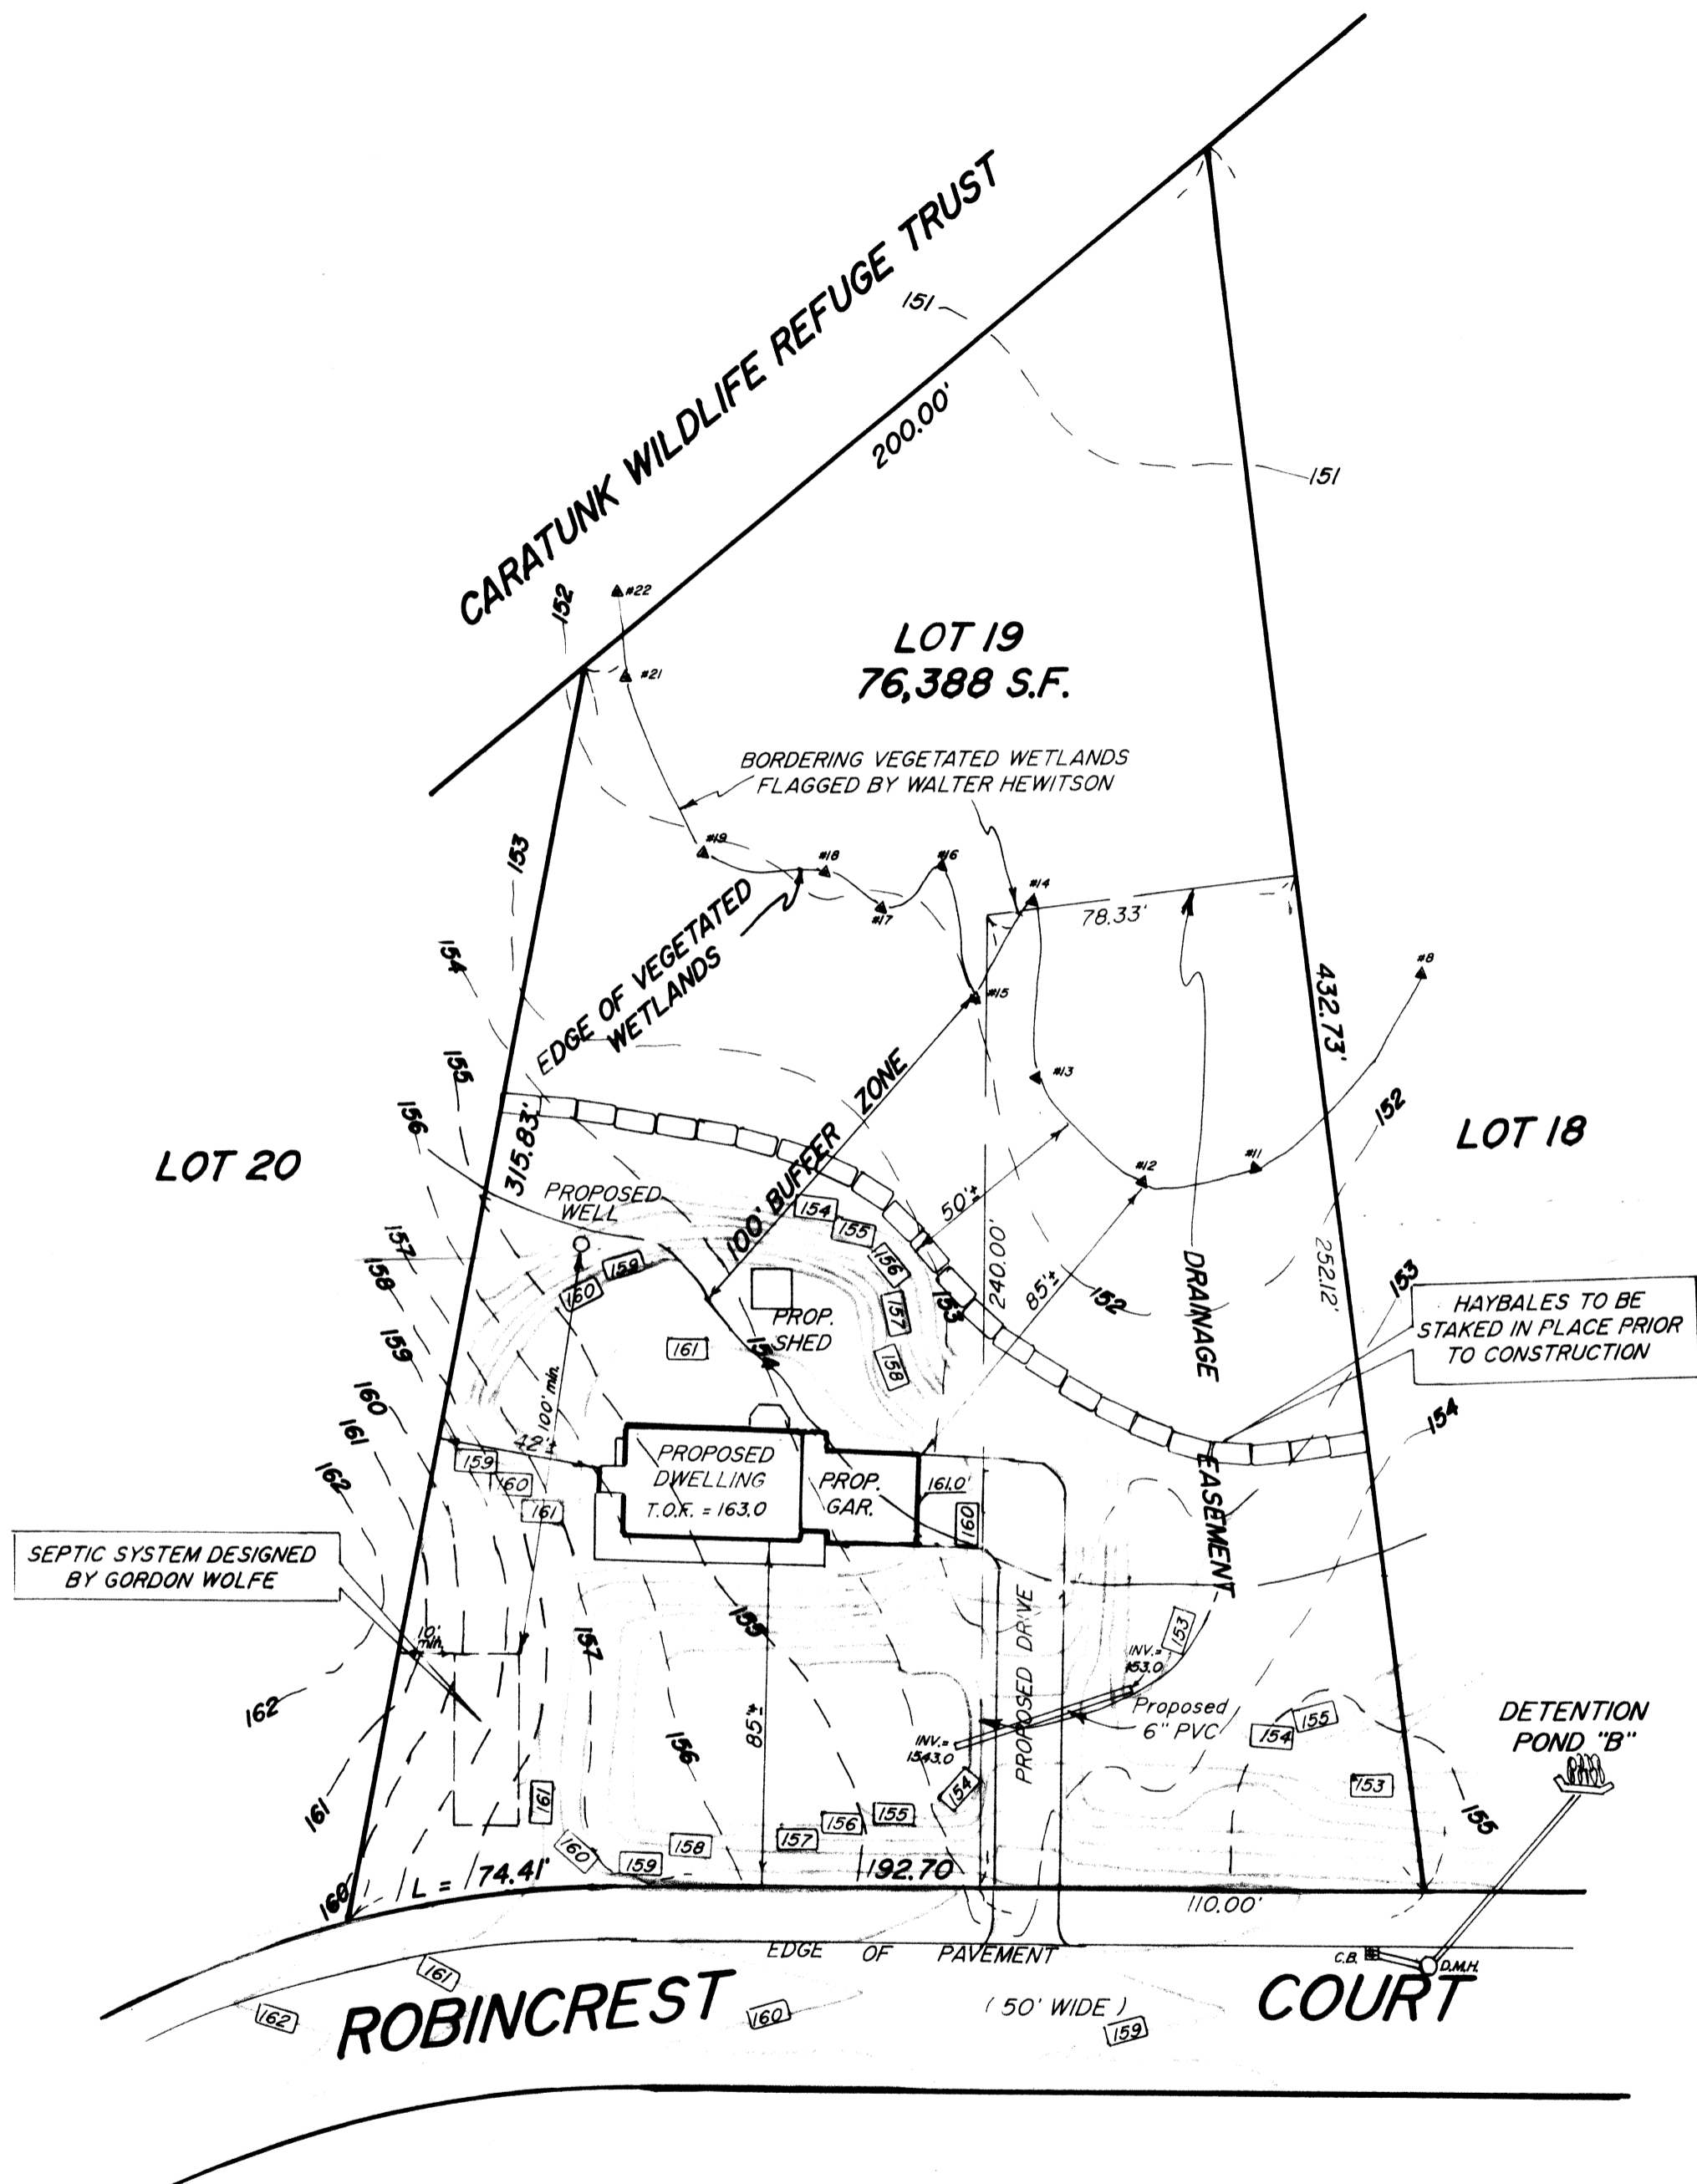 CARATUNK WILDLIFE REFUGE TRUST
151
200.00'
151
152
#22
#21
LOT 19
76,388 S.F.
BORDERING VEGETATED WETLANDS
FLAGGED BY WALTER HEWITSON
153
#19
#18
#16
#17
#14
78.33'
#15
#8
154
EDGE OF VEGETATED
WETLANDS
432.73'
155
#13
156
315.83'
100' BUFFER ZONE
152
LOT 18
LOT 20
#12
#11
PROPOSED
WELL
50'±
154
155
156
157
158
240.00'
85'±
152
153
DRAINAGE
EASEMENT
252.12'
153
157
158
159
160
159
160
PROP.
SHED
161
154
HAYBALES TO BE
STAKED IN PLACE PRIOR
TO CONSTRUCTION
154
160
161
162
100' min.
42'±
159
160
161
PROPOSED
DWELLING
T.O.F. = 163.0
PROP.
GAR.
161.0'
160
SEPTIC SYSTEM DESIGNED
BY GORDON WOLFE
10'
min.
157
155
PROPOSED DRIVE
153
INV.=
153.0
162
156
85'±
Proposed
6" PVC
INV.=
1543.0
154
155
154
153
DETENTION
POND "B"
155
161
161
160
159
158
157
156
155
160
L = 174.41'
192.70
110.00'
EDGE OF PAVEMENT
C.B.
D.M.H.
161
162
ROBINCREST COURT
160
( 50' WIDE )
159